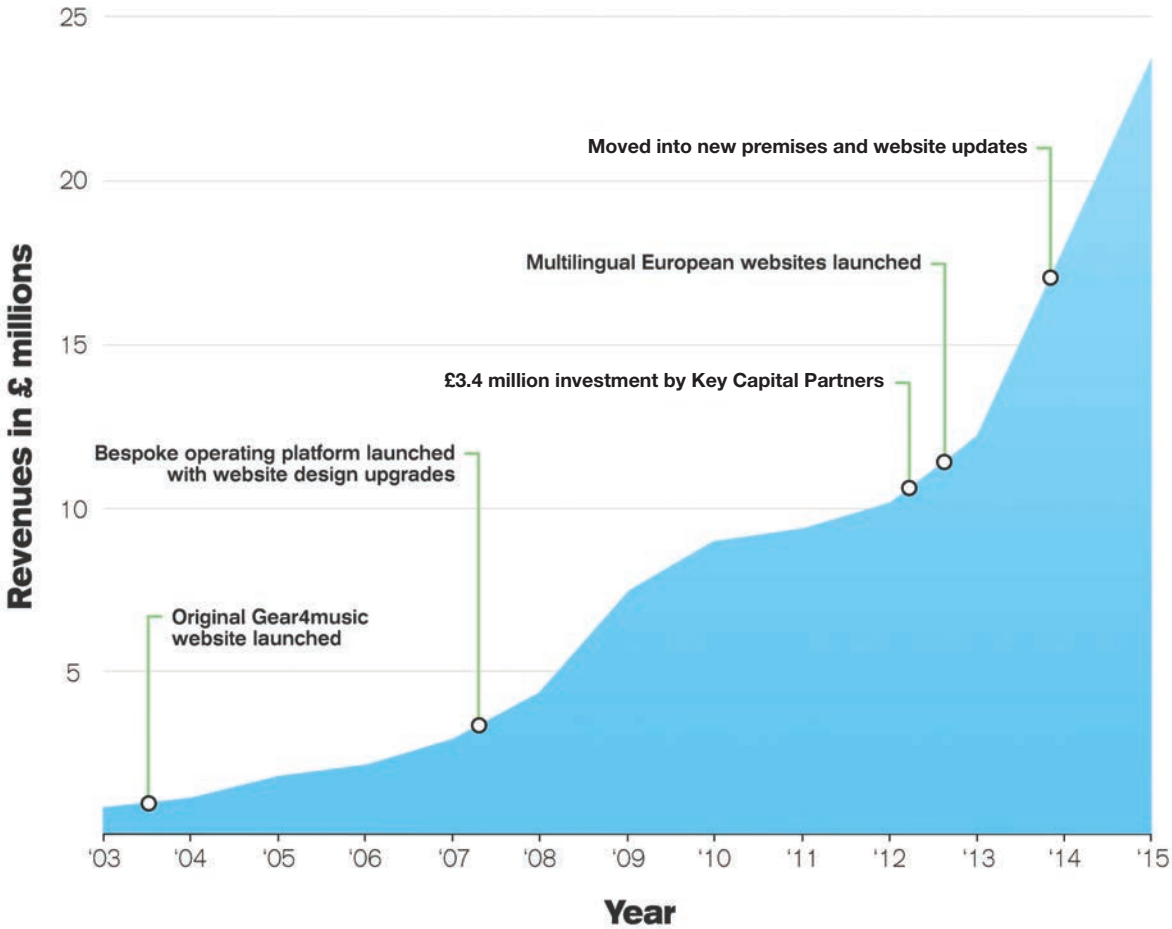 25
20
15
10
5
Revenues in £ millions
Moved into new premises and website updates
Multilingual European websites launched
£3.4 million investment by Key Capital Partners
Bespoke operating platform launched
with website design upgrades
Original Gear4music
website launched
‘03 ‘04 ‘05 ‘06 ‘07 ‘08 ‘09 ‘10 ‘11 ‘12 ‘13 ‘14 ‘15
Year